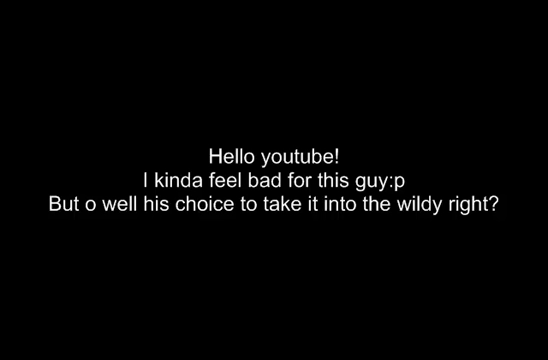 Hello youtube!
I kinda feel bad for this guy:p
But o well his choice to take it into the wildy right?